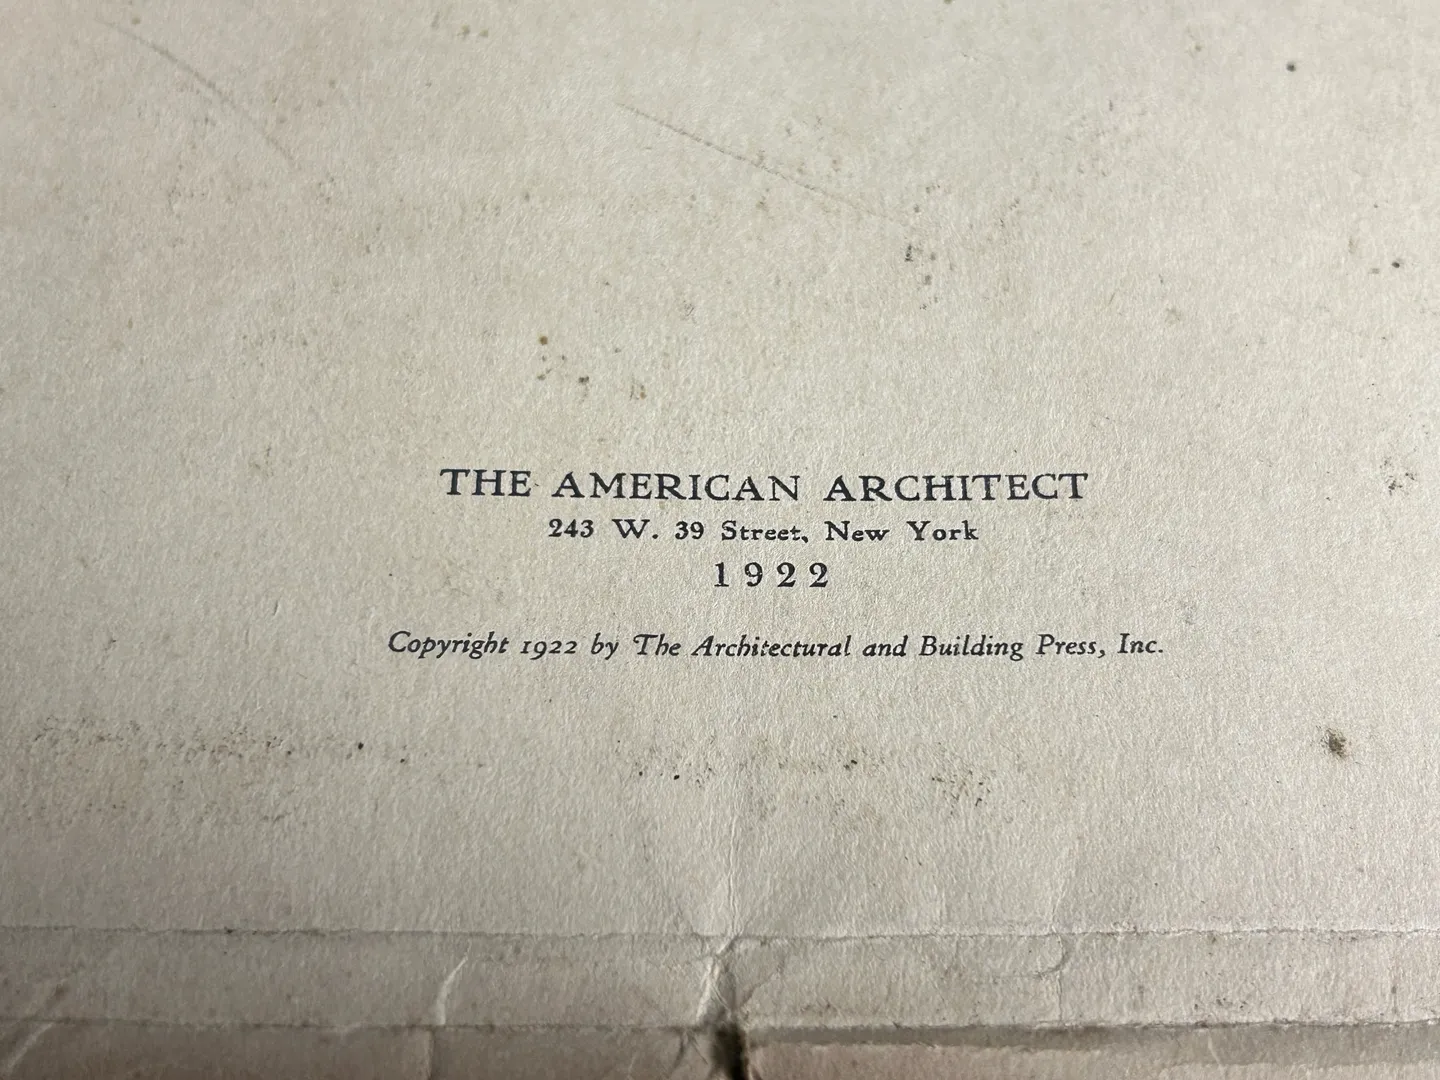 THE AMERICAN ARCHITECT
243 W. 39 Street, New York
1922
Copyright 1922 by The Architectural and Building Press, Inc.